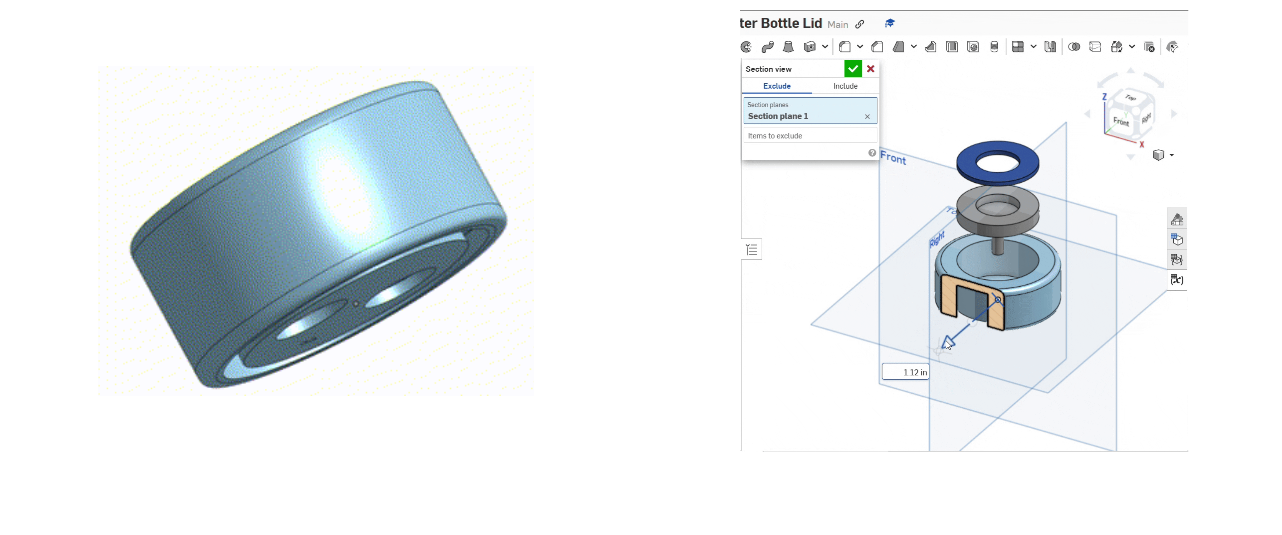 ter Bottle Lid Main
Section view
Exclude Include
Section planes
Section plane 1
Items to exclude
Z
Top
Front
Right
X
Front
Right
1.12 in